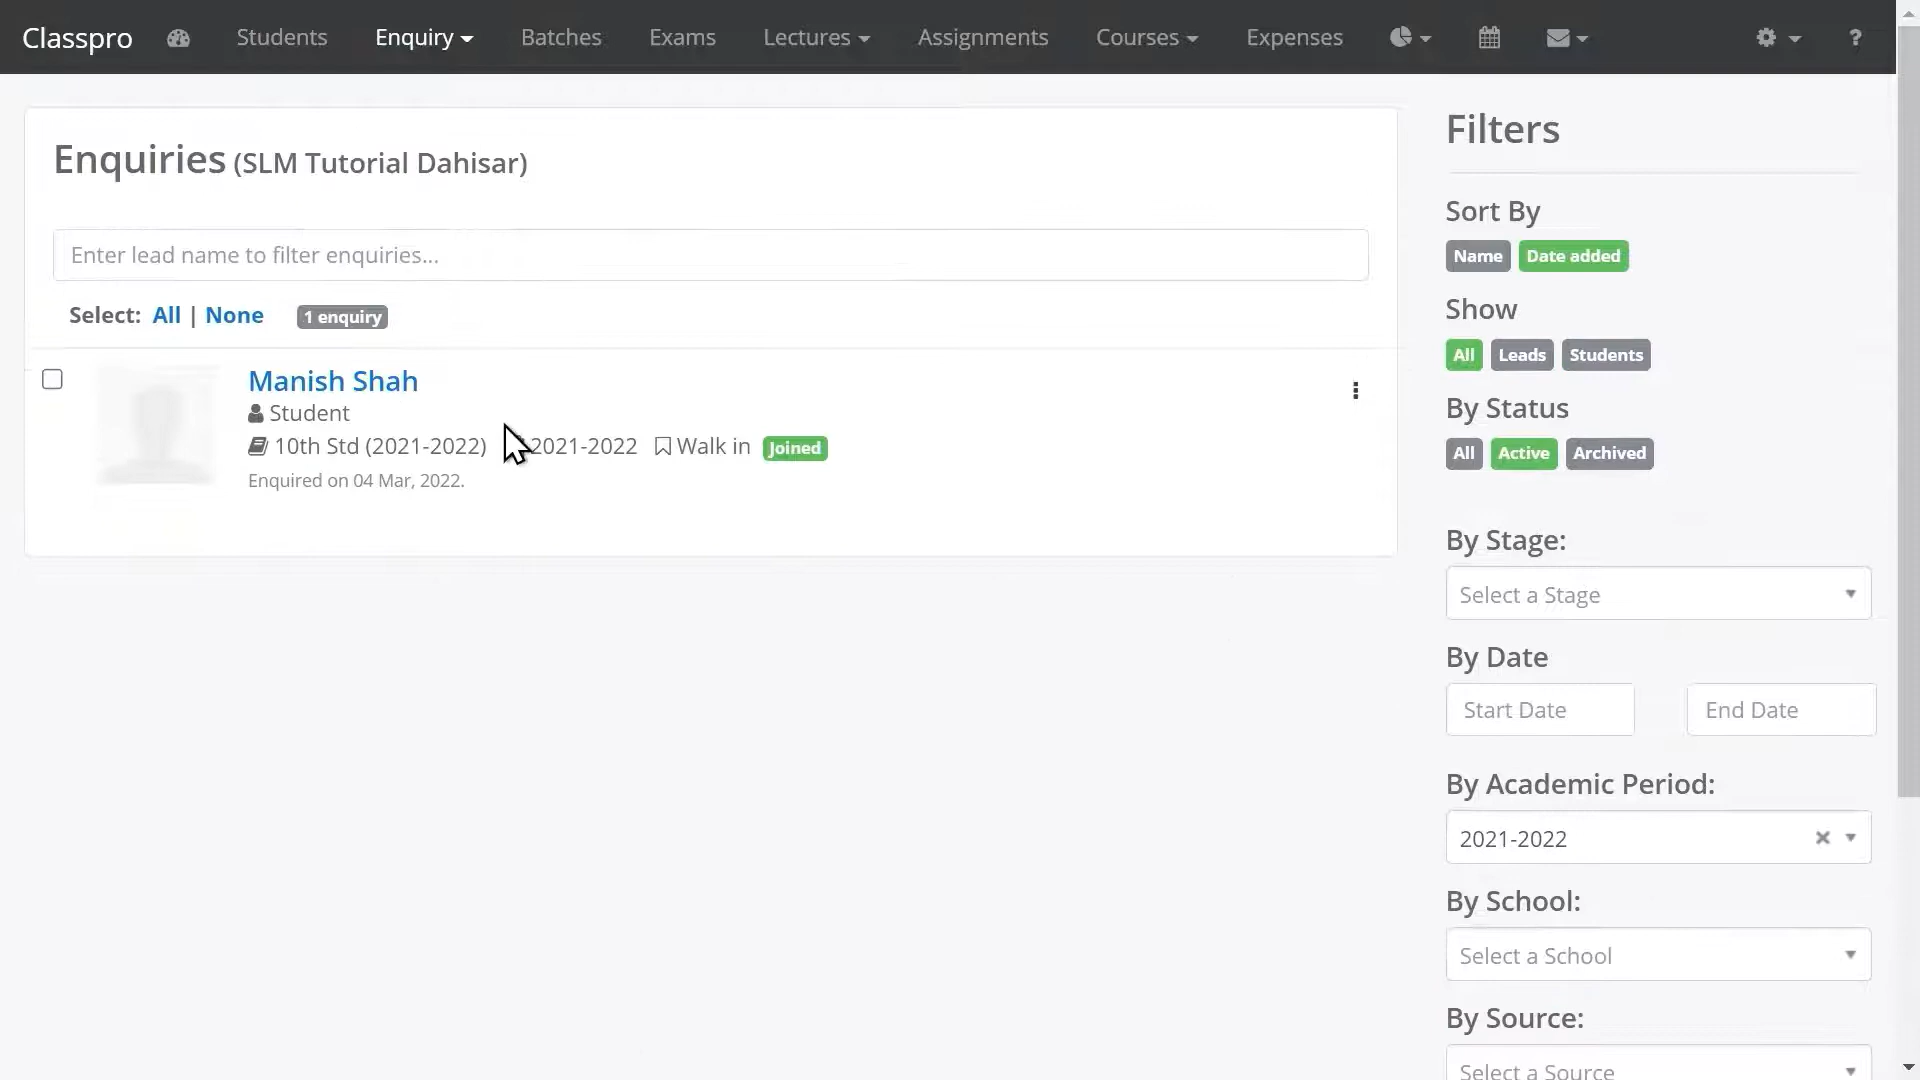 Classpro Students Enquiry Batches Exams Lectures Assignments Courses Expenses ?
Enquiries (SLM Tutorial Dahisar)
Enter lead name to filter enquiries...
Select: All | None 1 enquiry
Manish Shah
Student
10th Std (2021-2022) 2021-2022 Walk in Joined
Enquired on 04 Mar, 2022.
Filters
Sort By
Name Date added
Show
All Leads Students
By Status
All Active Archived
By Stage:
Select a Stage
By Date
Start Date End Date
By Academic Period:
2021-2022
By School:
Select a School
By Source:
Select a Source